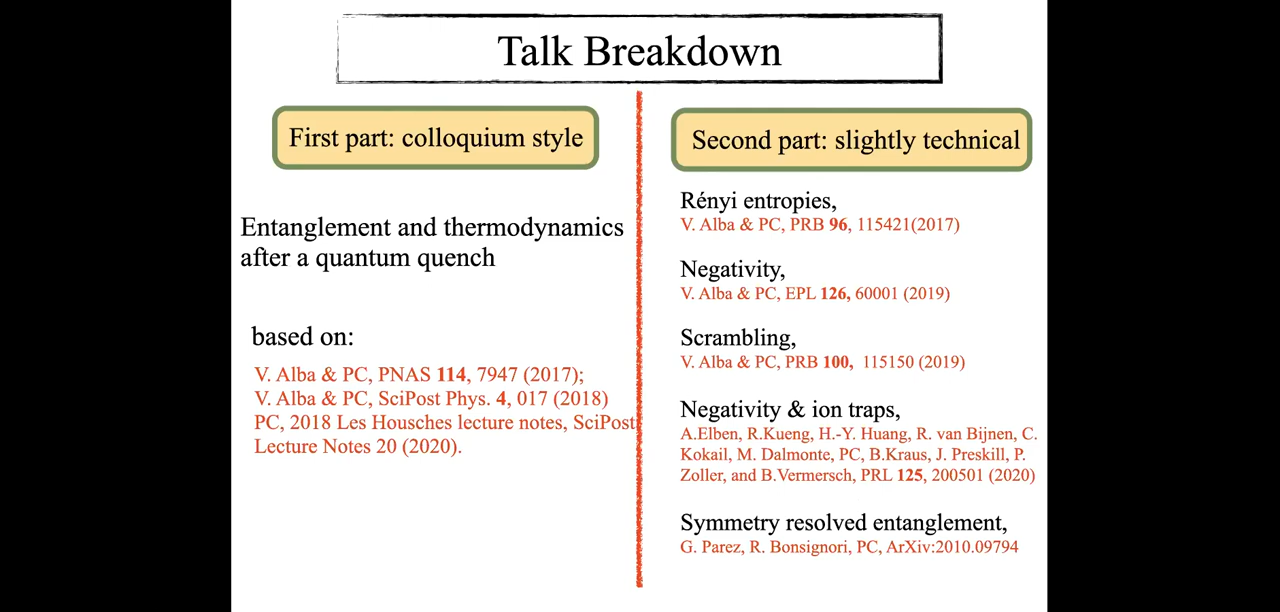 Talk Breakdown
First part: colloquium style
Entanglement and thermodynamics
after a quantum quench
based on:
V. Alba & PC, PNAS 114, 7947 (2017);
V. Alba & PC, SciPost Phys. 4, 017 (2018)
PC, 2018 Les Housches lecture notes, SciPost
Lecture Notes 20 (2020).
Second part: slightly technical
Rényi entropies,
V. Alba & PC, PRB 96, 115421(2017)
Negativity,
V. Alba & PC, EPL 126, 60001 (2019)
Scrambling,
V. Alba & PC, PRB 100, 115150 (2019)
Negativity & ion traps,
A.Elben, R.Kueng, H.-Y. Huang, R. van Bijnen, C.
Kokail, M. Dalmonte, PC, B.Kraus, J. Preskill, P.
Zoller, and B.Vermersch, PRL 125, 200501 (2020)
Symmetry resolved entanglement,
G. Parez, R. Bonsignori, PC, ArXiv:2010.09794